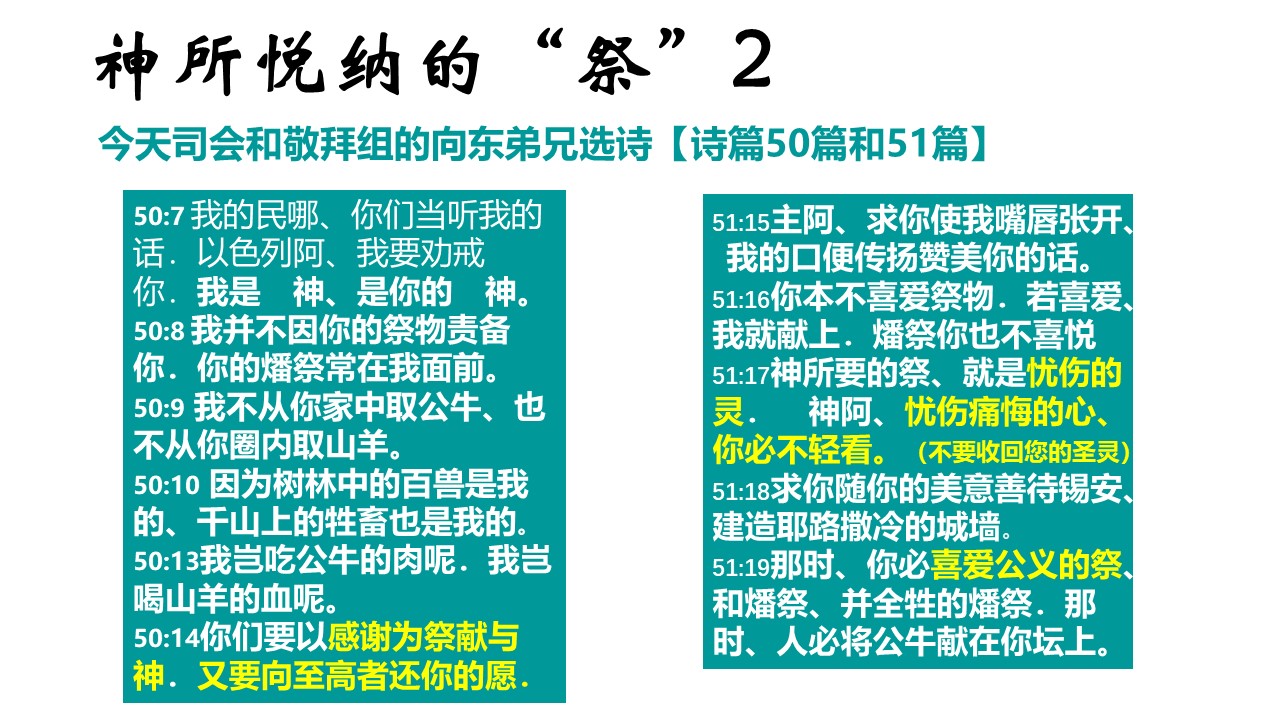 神所悦纳的“祭”2
今天司会和敬拜组的向东弟兄选诗【诗篇50篇和51篇】
50:7 我的民哪、你们当听我的
话．以色列阿、我要劝戒
你．我是　神、是你的　神。
50:8 我并不因你的祭物责备
你．你的燔祭常在我面前。
50:9 我不从你家中取公牛、也
不从你圈内取山羊。
50:10 因为树林中的百兽是我
的、千山上的牲畜也是我的。
50:13我岂吃公牛的肉呢．我岂
喝山羊的血呢。
50:14你们要以感谢为祭献与
神．又要向至高者还你的愿．
51:15主阿、求你使我嘴唇张开、
我的口便传扬赞美你的话。
51:16你本不喜爱祭物．若喜爱、
我就献上．燔祭你也不喜悦
51:17神所要的祭、就是忧伤的
灵．　神阿、忧伤痛悔的心、
你必不轻看。（不要收回您的圣灵）
51:18求你随你的美意善待锡安、
建造耶路撒冷的城墙。
51:19那时、你必喜爱公义的祭、
和燔祭、并全牲的燔祭．那
时、人必将公牛献在你坛上。